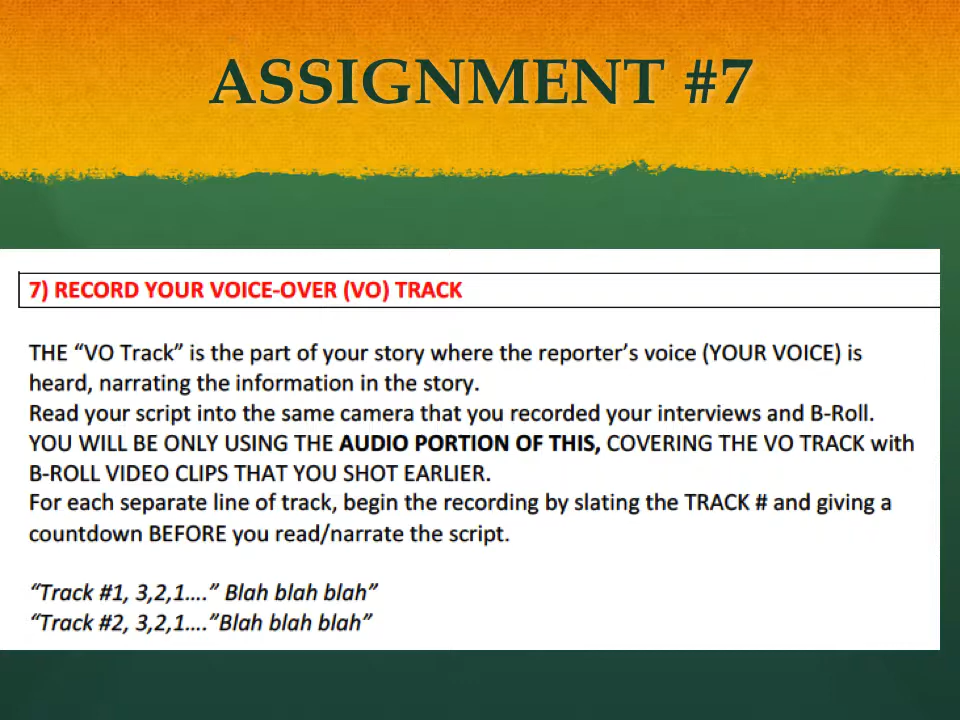 ASSIGNMENT #7
7) RECORD YOUR VOICE-OVER (VO) TRACK
THE “VO Track” is the part of your story where the reporter’s voice (YOUR VOICE) is
heard, narrating the information in the story.
Read your script into the same camera that you recorded your interviews and B-Roll.
YOU WILL BE ONLY USING THE AUDIO PORTION OF THIS, COVERING THE VO TRACK with
B-ROLL VIDEO CLIPS THAT YOU SHOT EARLIER.
For each separate line of track, begin the recording by slating the TRACK # and giving a
countdown BEFORE you read/narrate the script.
“Track #1, 3,2,1....” Blah blah blah”
“Track #2, 3,2,1....”Blah blah blah”